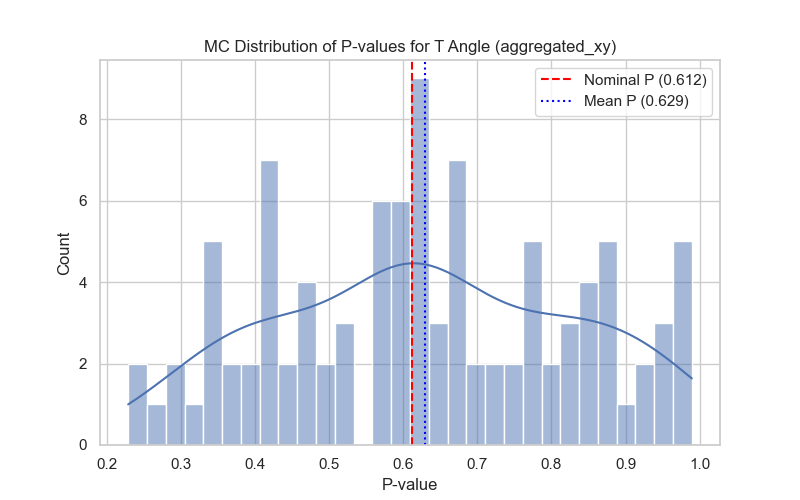 MC Distribution of P-values for T Angle (aggregated_xy)
Nominal P (0.612)
Mean P (0.629)
8
6
4
2
0
Count
0.2 0.3 0.4 0.5 0.6 0.7 0.8 0.9 1.0
P-value